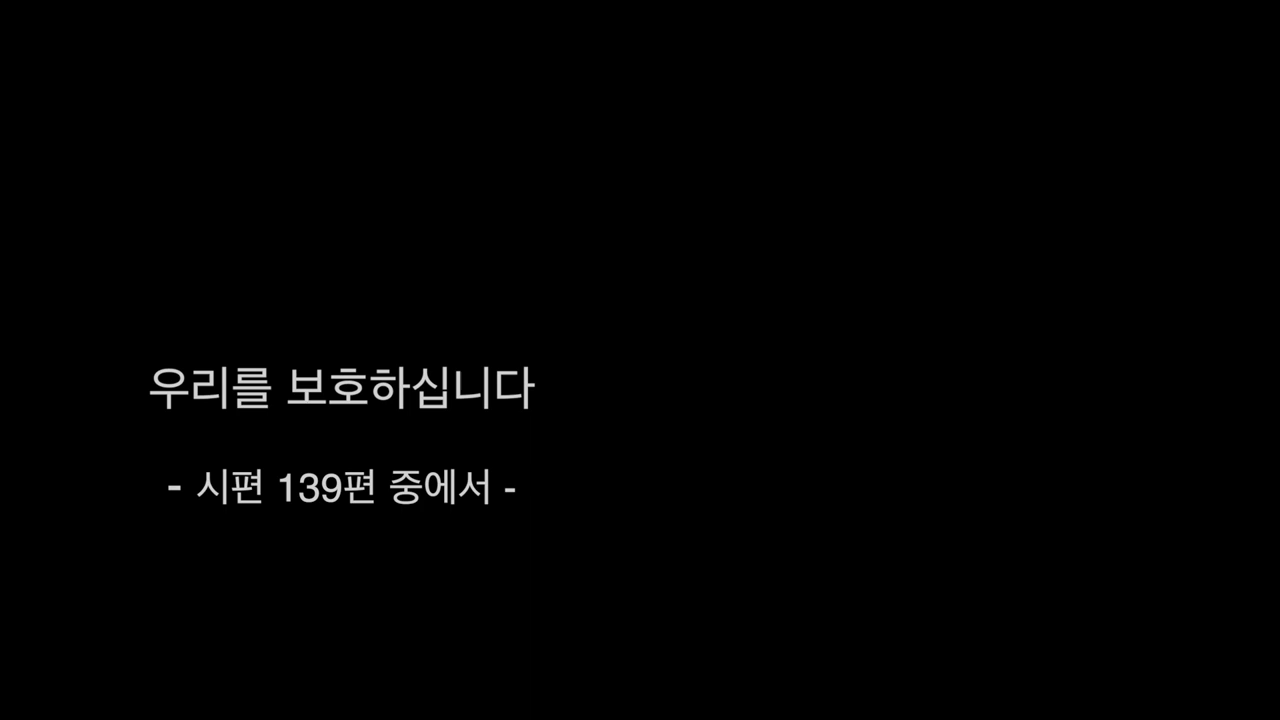 우리를 보호하십니다
- 시편 139편 중에서 -